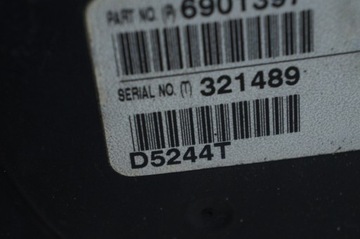 PART NO. (P) 6901397
SERIAL NO. (T) 321489
D5244T